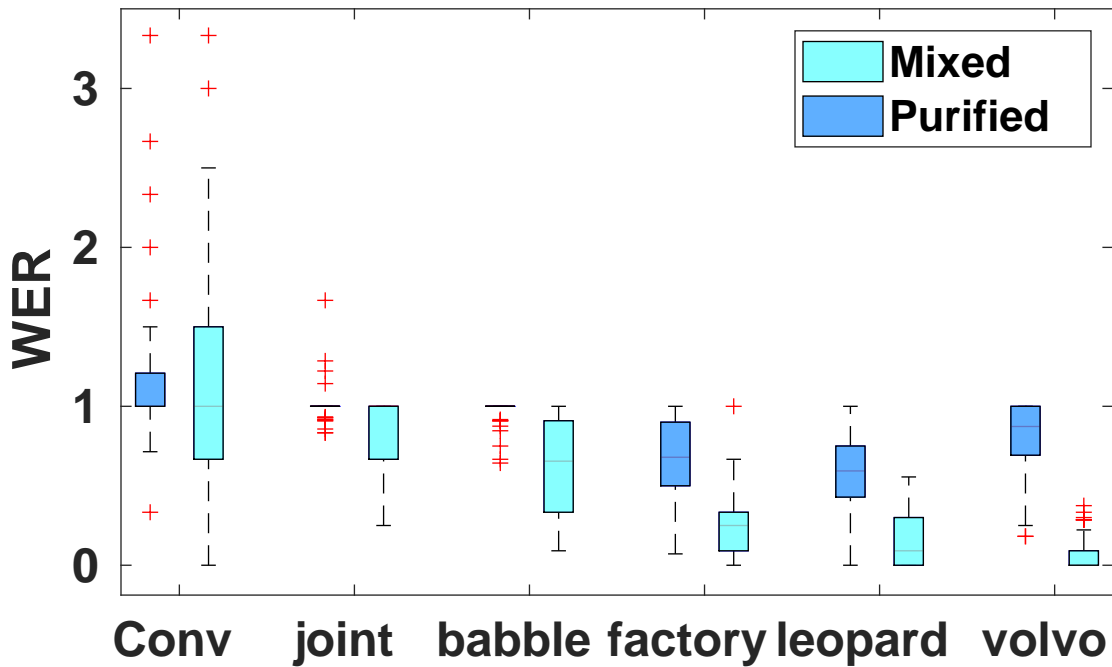 Mixed
Purified
3
2
1
0
WER
Conv joint babble factory leopard volvo